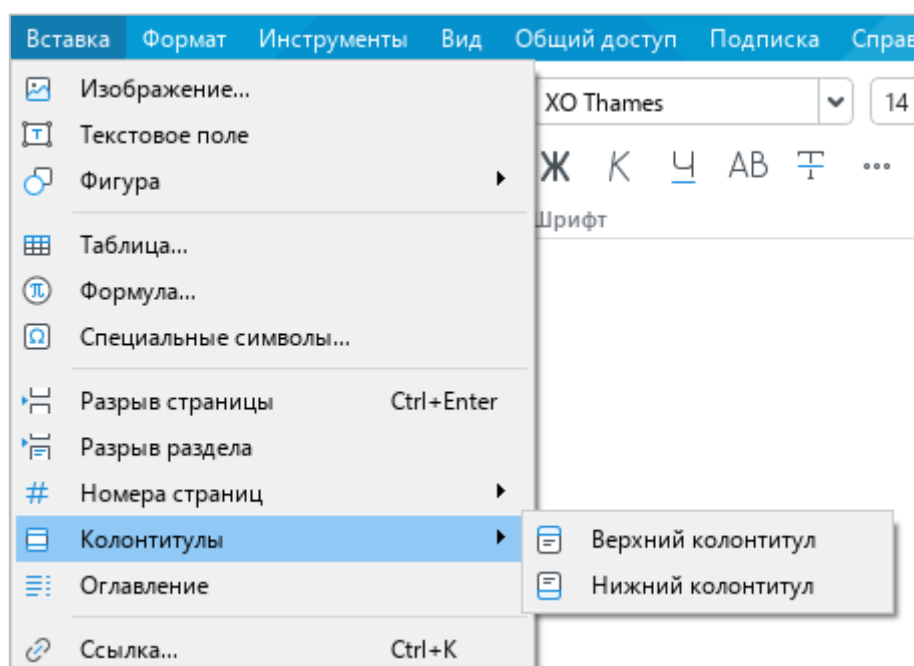 Вставка Формат Инструменты Вид Общий доступ Подписка
Изображение...
XO Thames 14
Текстовое поле
Ж К Ч АВ Т ...
Фигура
Шрифт
Таблица...
Формула...
Специальные символы...
Разрыв страницы Ctrl+Enter
Разрыв раздела
# Номера страниц
Колонтитулы
Верхний колонтитул
Оглавление
Нижний колонтитул
Ссылка... Ctrl+K